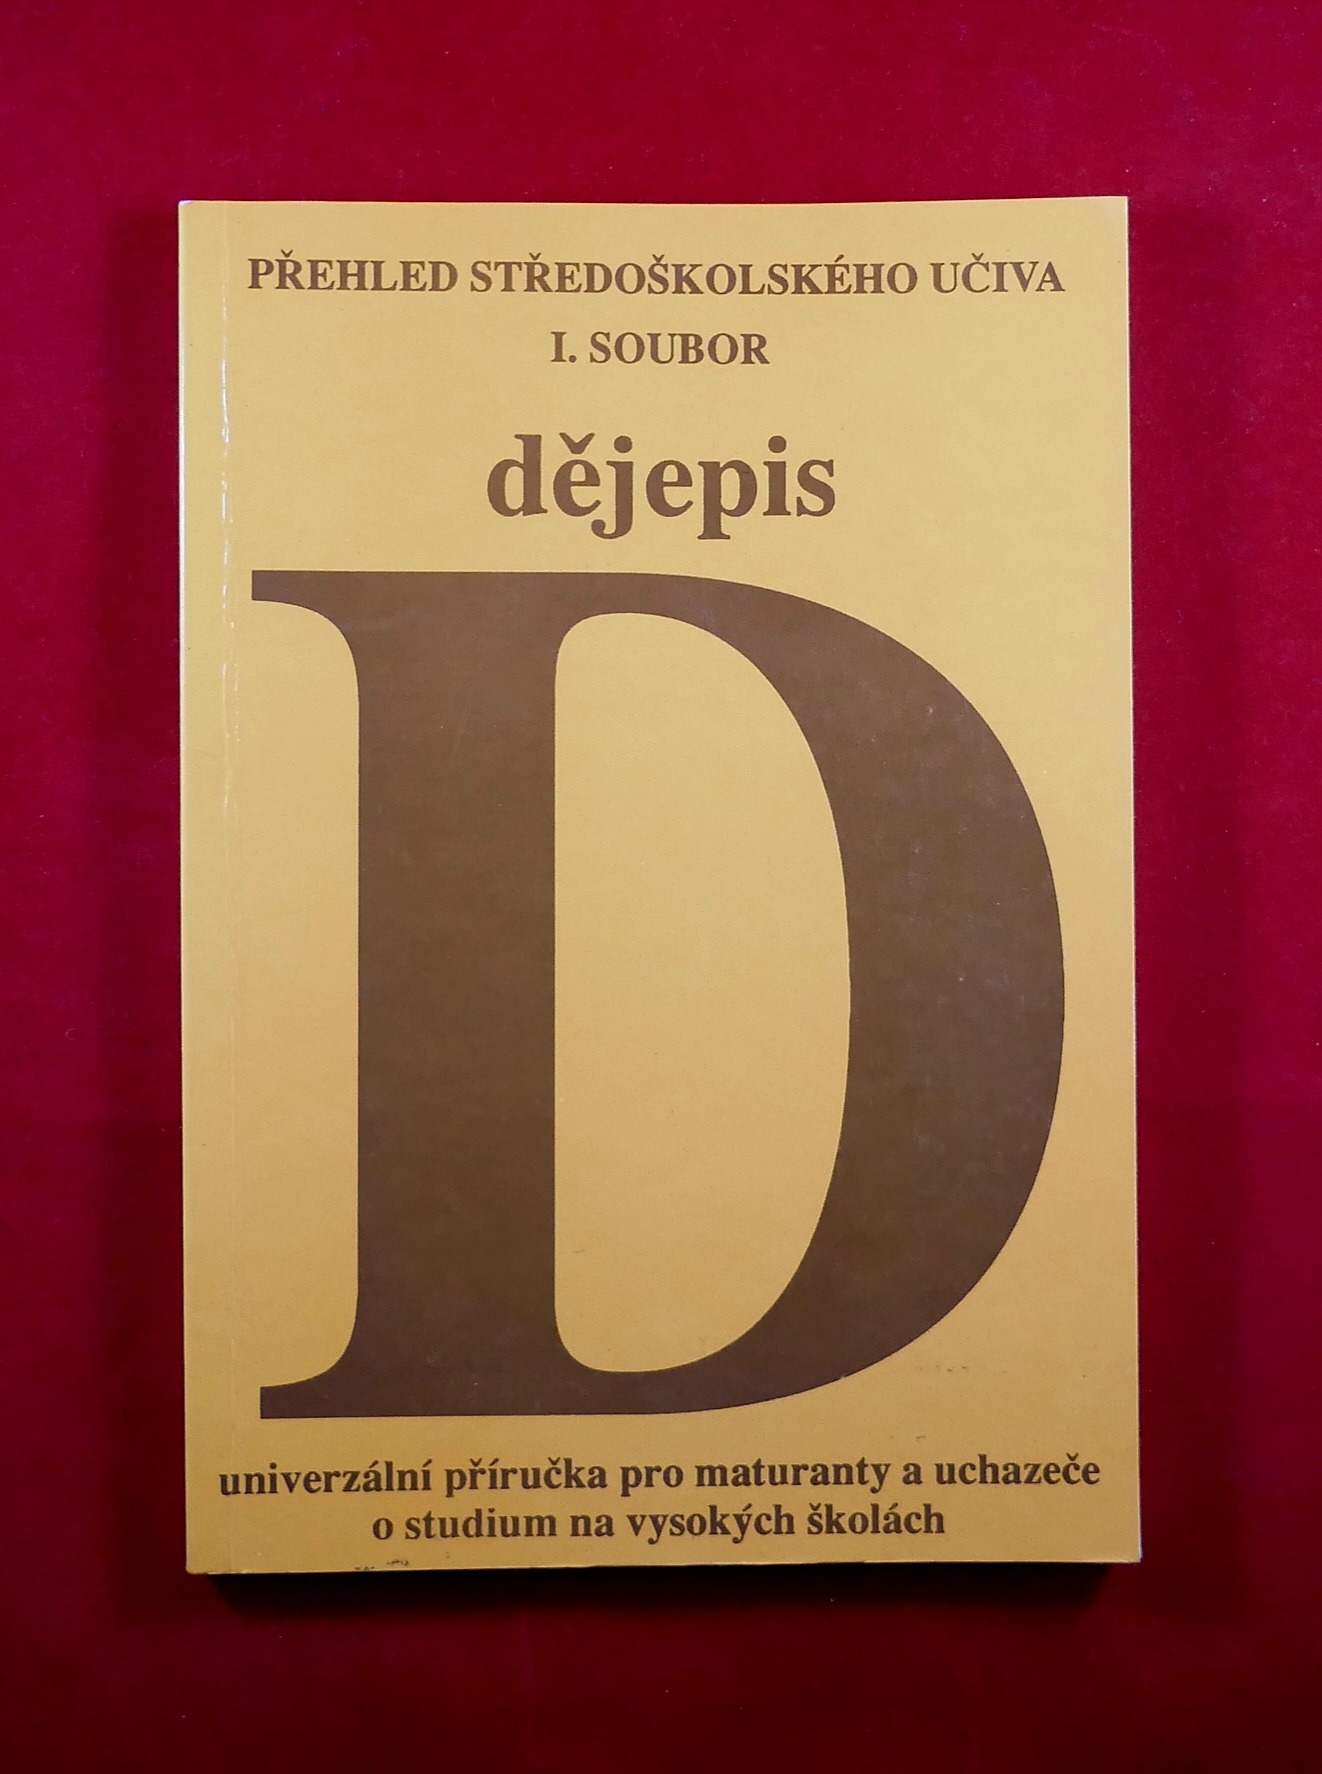 PŘEHLED STŘEDOŠKOLSKÉHO UČIVA
I. SOUBOR
dějepis
D
univerzální příručka pro maturanty a uchazeče
o studium na vysokých školách